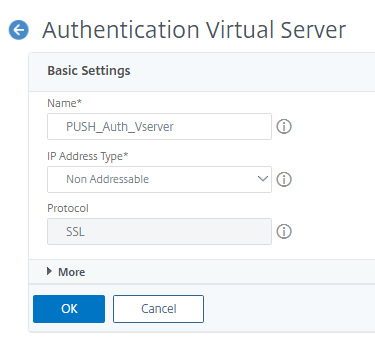 Authentication Virtual Server
Basic Settings
Name*
PUSH_Auth_Vserver
IP Address Type*
Non Addressable
Protocol
SSL
More
OK Cancel